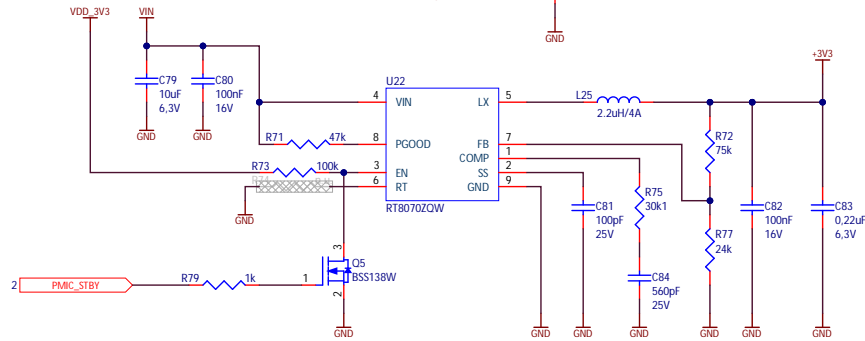 GND
VDD_3V3
VIN
+3V3
C79
10uF
6,3V
C80
100nF
16V
GND
GND
U22
4
VIN
LX
5
L25
2.2uH/4A
R71
47k
8
PGOOD
FB
7
R72
75k
R73
100k
3
EN
COMP
1
6
RT
SS
2
GND
9
RT8070ZQW
GND
C81
100pF
25V
R75
30k1
R77
24k
C82
100nF
16V
C83
0,22uF
6,3V
C84
560pF
25V
3
Q5
BSS138W
1
2
2
PMIC_STBY
R79
1k
GND
GND
GND
GND
GND
GND
GND